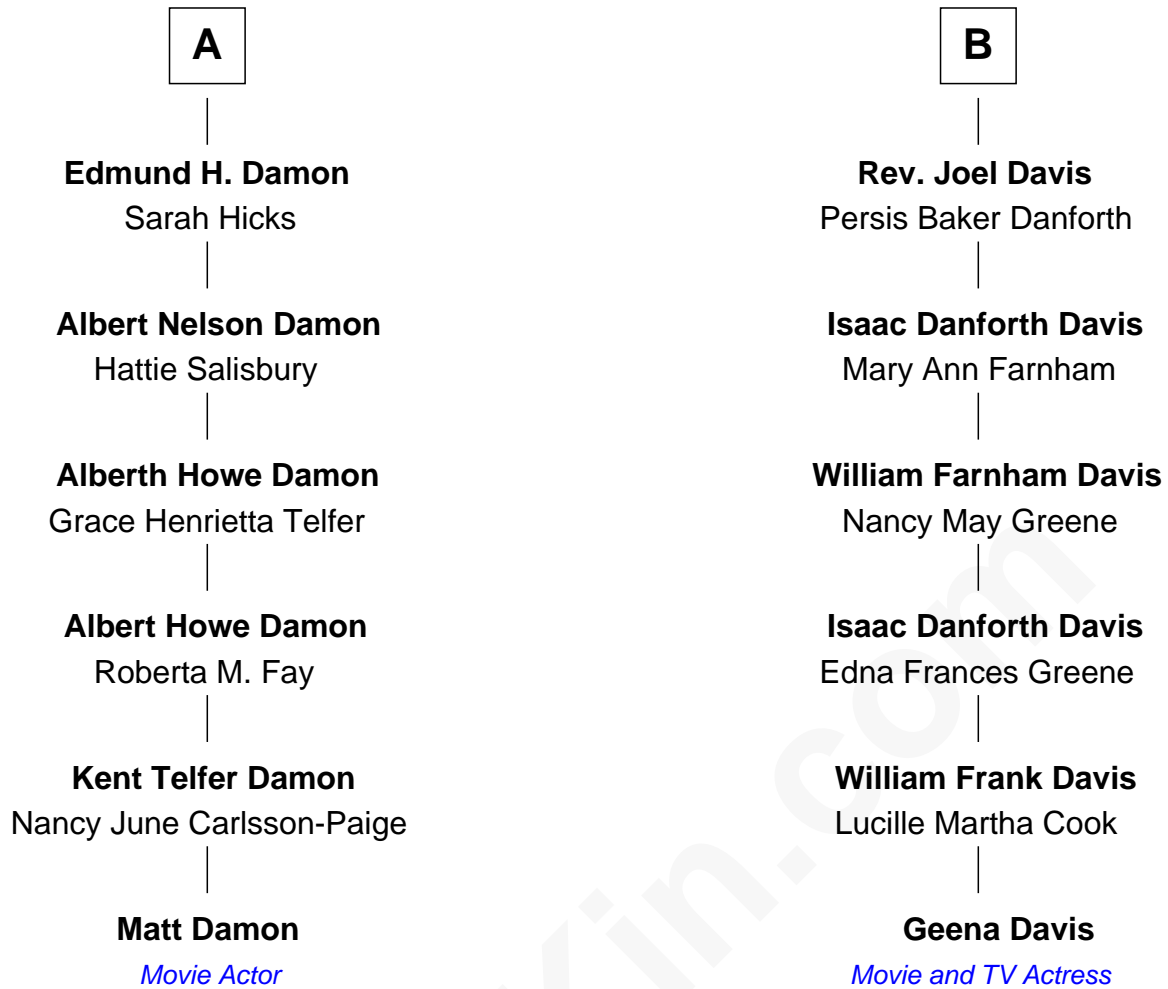 A
Edmund H. Damon
Sarah Hicks
Albert Nelson Damon
Hattie Salisbury
Alberth Howe Damon
Grace Henrietta Telfer
Albert Howe Damon
Roberta M. Fay
Kent Telfer Damon
Nancy June Carlsson-Paige
Matt Damon
Movie Actor
B
Rev. Joel Davis
Persis Baker Danforth
Isaac Danforth Davis
Mary Ann Farnham
William Farnham Davis
Nancy May Greene
Isaac Danforth Davis
Edna Frances Greene
William Frank Davis
Lucille Martha Cook
Geena Davis
Movie and TV Actress
Kin.com